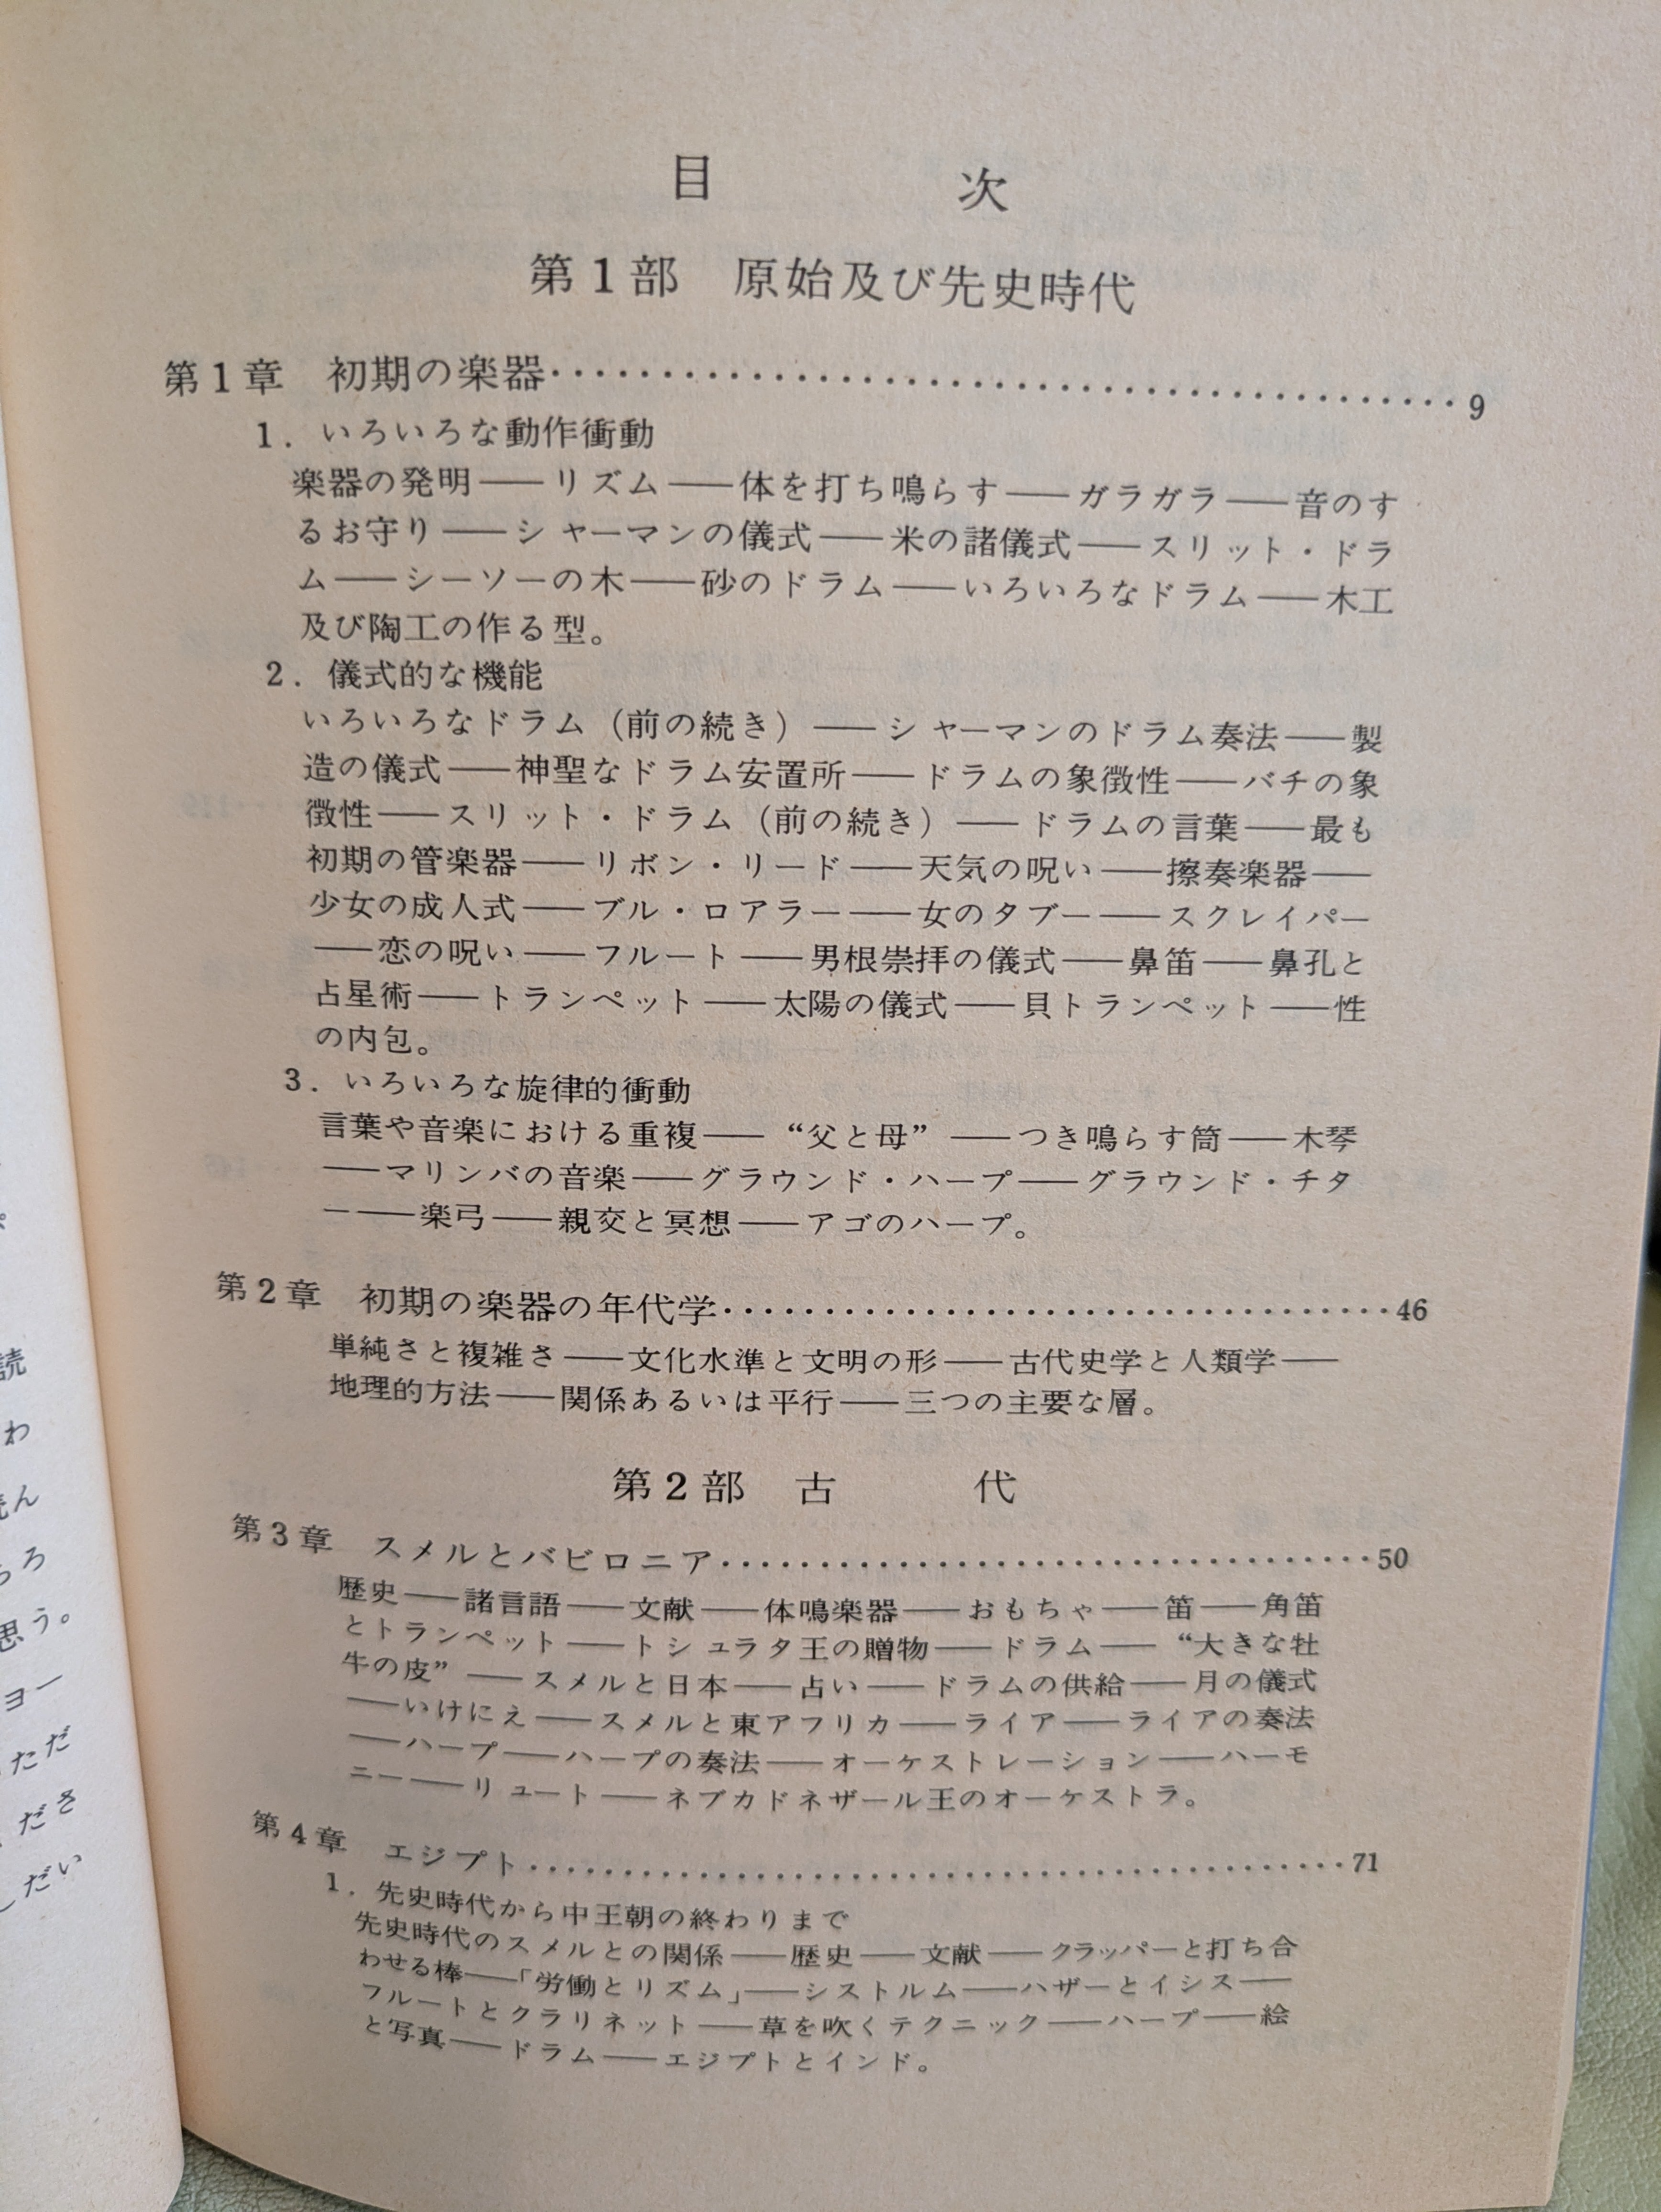 目次
第1部 原始及び先史時代
第1章 初期の楽器……………………………………9
1. いろいろな動作衝動
楽器の発明——リズム——体を打ち鳴らす——ガラガラ——音のす
るお守り——シャーマンの儀式——米の諸儀式——スリット・ドラ
ム——シーソーの木——砂のドラム——いろいろなドラム——木工
及び陶工の作る型。
2. 儀式的な機能
いろいろなドラム(前の続き)——シャーマンのドラム奏法——製
造の儀式——神聖なドラム安置所——ドラムの象徴性——バチの象
徴性——スリット・ドラム(前の続き)——ドラムの言葉——最も
初期の管楽器——リボン・リード——天気の呪い——擦奏楽器——
少女の成人式——ブル・ロアラー——女のタブー——スクレイパー
——恋の呪い——フルート——男根崇拝の儀式——鼻笛——鼻孔と
占星術——トランペット——太陽の儀式——貝トランペット——性
の内包。
3. いろいろな旋律的衝動
言葉や音楽における重複——“父と母”——つき鳴らす筒——木琴
——マリンバの音楽——グラウンド・ハープ——グラウンド・チタ
ー——楽弓——親交と冥想——アゴのハープ。
第2章 初期の楽器の年代学……………………………46
単純さと複雑さ——文化水準と文明の形——古代史学と人類学——
地理的方法——関係あるいは平行——三つの主要な層。
第2部 古代
第3章 スメルとバビロニア……………………………50
歴史——諸言語——文献——体鳴楽器——おもちゃ——笛——角笛
とトランペット——トシュラタ王の贈物——ドラム——“大きな牡
牛の皮”——スメルと日本——占い——ドラムの供給——月の儀式
——いけにえ——スメルと東アフリカ——ライア——ライアの奏法
——ハープ——ハープの奏法——オーケストレーション——ハーモ
ニー——リュート——ネブカドネザール王のオーケストラ。
第4章 エジプト……………………………………71
1. 先史時代から中王朝の終わりまで
先史時代のスメルとの関係——歴史——文献——クラッパーと打ち合
わせる棒——「労働とリズム」——シストルム——ハザーとイシス——
フルートとクラリネット——草を吹くテクニック——ハープ——絵
と写真——ドラム——エジプトとインド。
読
わ
ん
ろ
思う。
ョー
ただ
ださ
だい